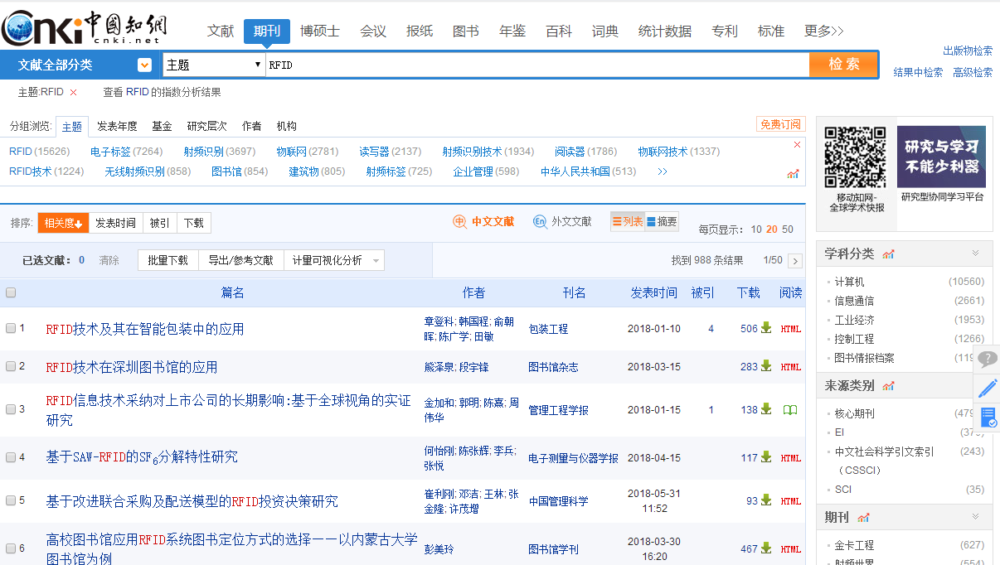 Cnki 中國知網
cnki.net
文献 期刊 博硕士 会议 报纸 图书 年鉴 百科 词典 统计数据 专利 标准 更多>>
文献全部分类 主题 RFID 检 索
出版物检索
结果中检索 高级检索
主题:RFID × 查看 RFID 的指数分析结果
分组浏览: 主题 发表年度 基金 研究层次 作者 机构 免费订阅
RFID (15626) 电子标签 (7264) 射频识别 (3697) 物联网 (2781) 读写器 (2137) 射频识别技术 (1934) 阅读器 (1786) 物联网技术 (1337)
RFID技术 (1224) 无线射频识别 (858) 图书馆 (854) 建筑物 (805) 射频标签 (725) 企业管理 (598) 中华人民共和国 (513) >>
排序: 相关度 发表时间 被引 下载 中 中文文献 En 外文文献 列表 摘要 每页显示: 10 20 50
已选文献: 0 清除 批量下载 导出/参考文献 计量可视化分析 找到 988 条结果 1/50 >
篇名 作者 刊名 发表时间 被引 下载 阅读
1 RFID技术及其在智能包装中的应用 章登科; 韩国程; 俞朝晖; 陈广学; 田敏 包装工程 2018-01-10 4 506 HTML
2 RFID技术在深圳图书馆的应用 熊泽泉; 段宇锋 图书馆杂志 2018-03-15 283 HTML
3 RFID信息技术采纳对上市公司的长期影响:基于全球视角的实证研究 金加和; 郭明; 陈熹; 周伟华 管理工程学报 2018-01-15 1 138
4 基于SAW-RFID的SF6分解特性研究 何怡刚; 陈张辉; 李兵; 张悦 电子测量与仪器学报 2018-04-15 117 HTML
5 基于改进联合采购及配送模型的RFID投资决策研究 崔利刚; 邓洁; 王林; 张金隆; 许茂增 中国管理科学 2018-05-31 11:52 93 HTML
6 高校图书馆应用RFID系统图书定位方式的选择——以内蒙古大学图书馆为例 彭美玲 图书馆学刊 2018-03-30 16:20 467 HTML
研究与学习
不能少利器
移动知网-
全球学术快报
研究型协同学习平台
学科分类
计算机 (10560)
信息通信 (2661)
工业经济 (1953)
控制工程 (1266)
图书情报档案 (119
来源类别
核心期刊 (479
EI (375)
中文社会科学引文索引 (243)
（CSSCI）
SCI (35)
期刊
金卡工程 (627)
射频世界 (554)